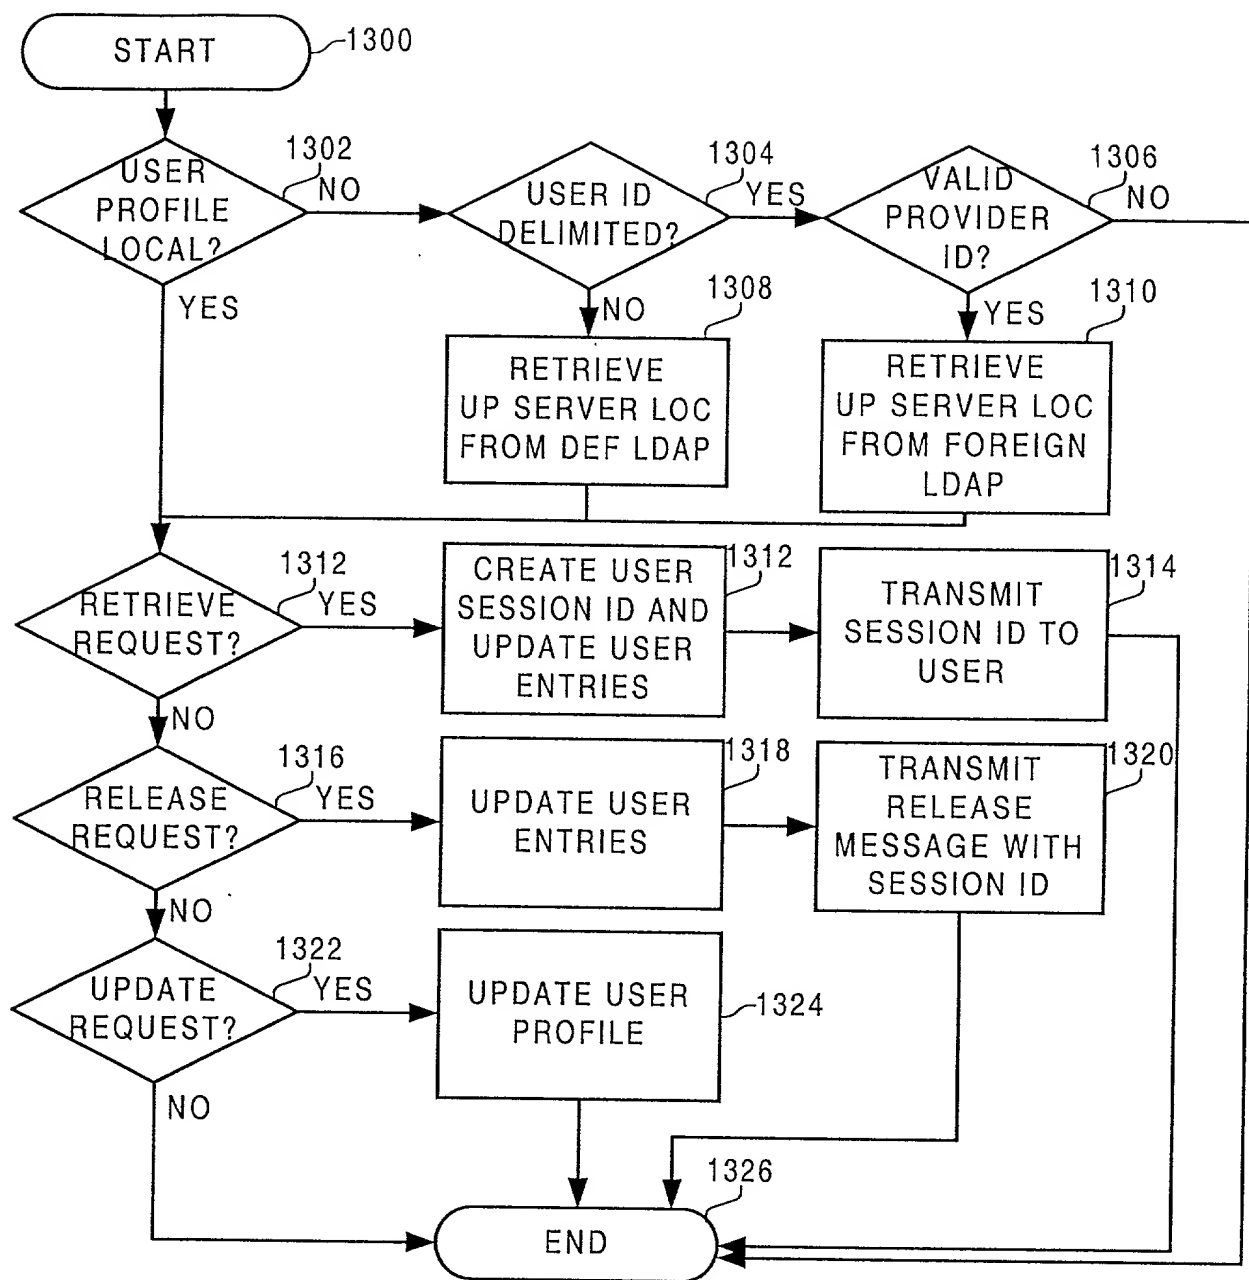 START
1300
USER
PROFILE
LOCAL?
1302
NO
YES
USER ID
DELIMITED?
1304
YES
NO
VALID
PROVIDER
ID?
1306
NO
YES
1308
RETRIEVE
UP SERVER LOC
FROM DEF LDAP
1310
RETRIEVE
UP SERVER LOC
FROM FOREIGN
LDAP
RETRIEVE
REQUEST?
1312
YES
NO
CREATE USER
SESSION ID AND
UPDATE USER
ENTRIES
1312
TRANSMIT
SESSION ID TO
USER
1314
RELEASE
REQUEST?
1316
YES
NO
UPDATE USER
ENTRIES
1318
TRANSMIT
RELEASE
MESSAGE WITH
SESSION ID
1320
UPDATE
REQUEST?
1322
YES
NO
UPDATE USER
PROFILE
1324
1326
END